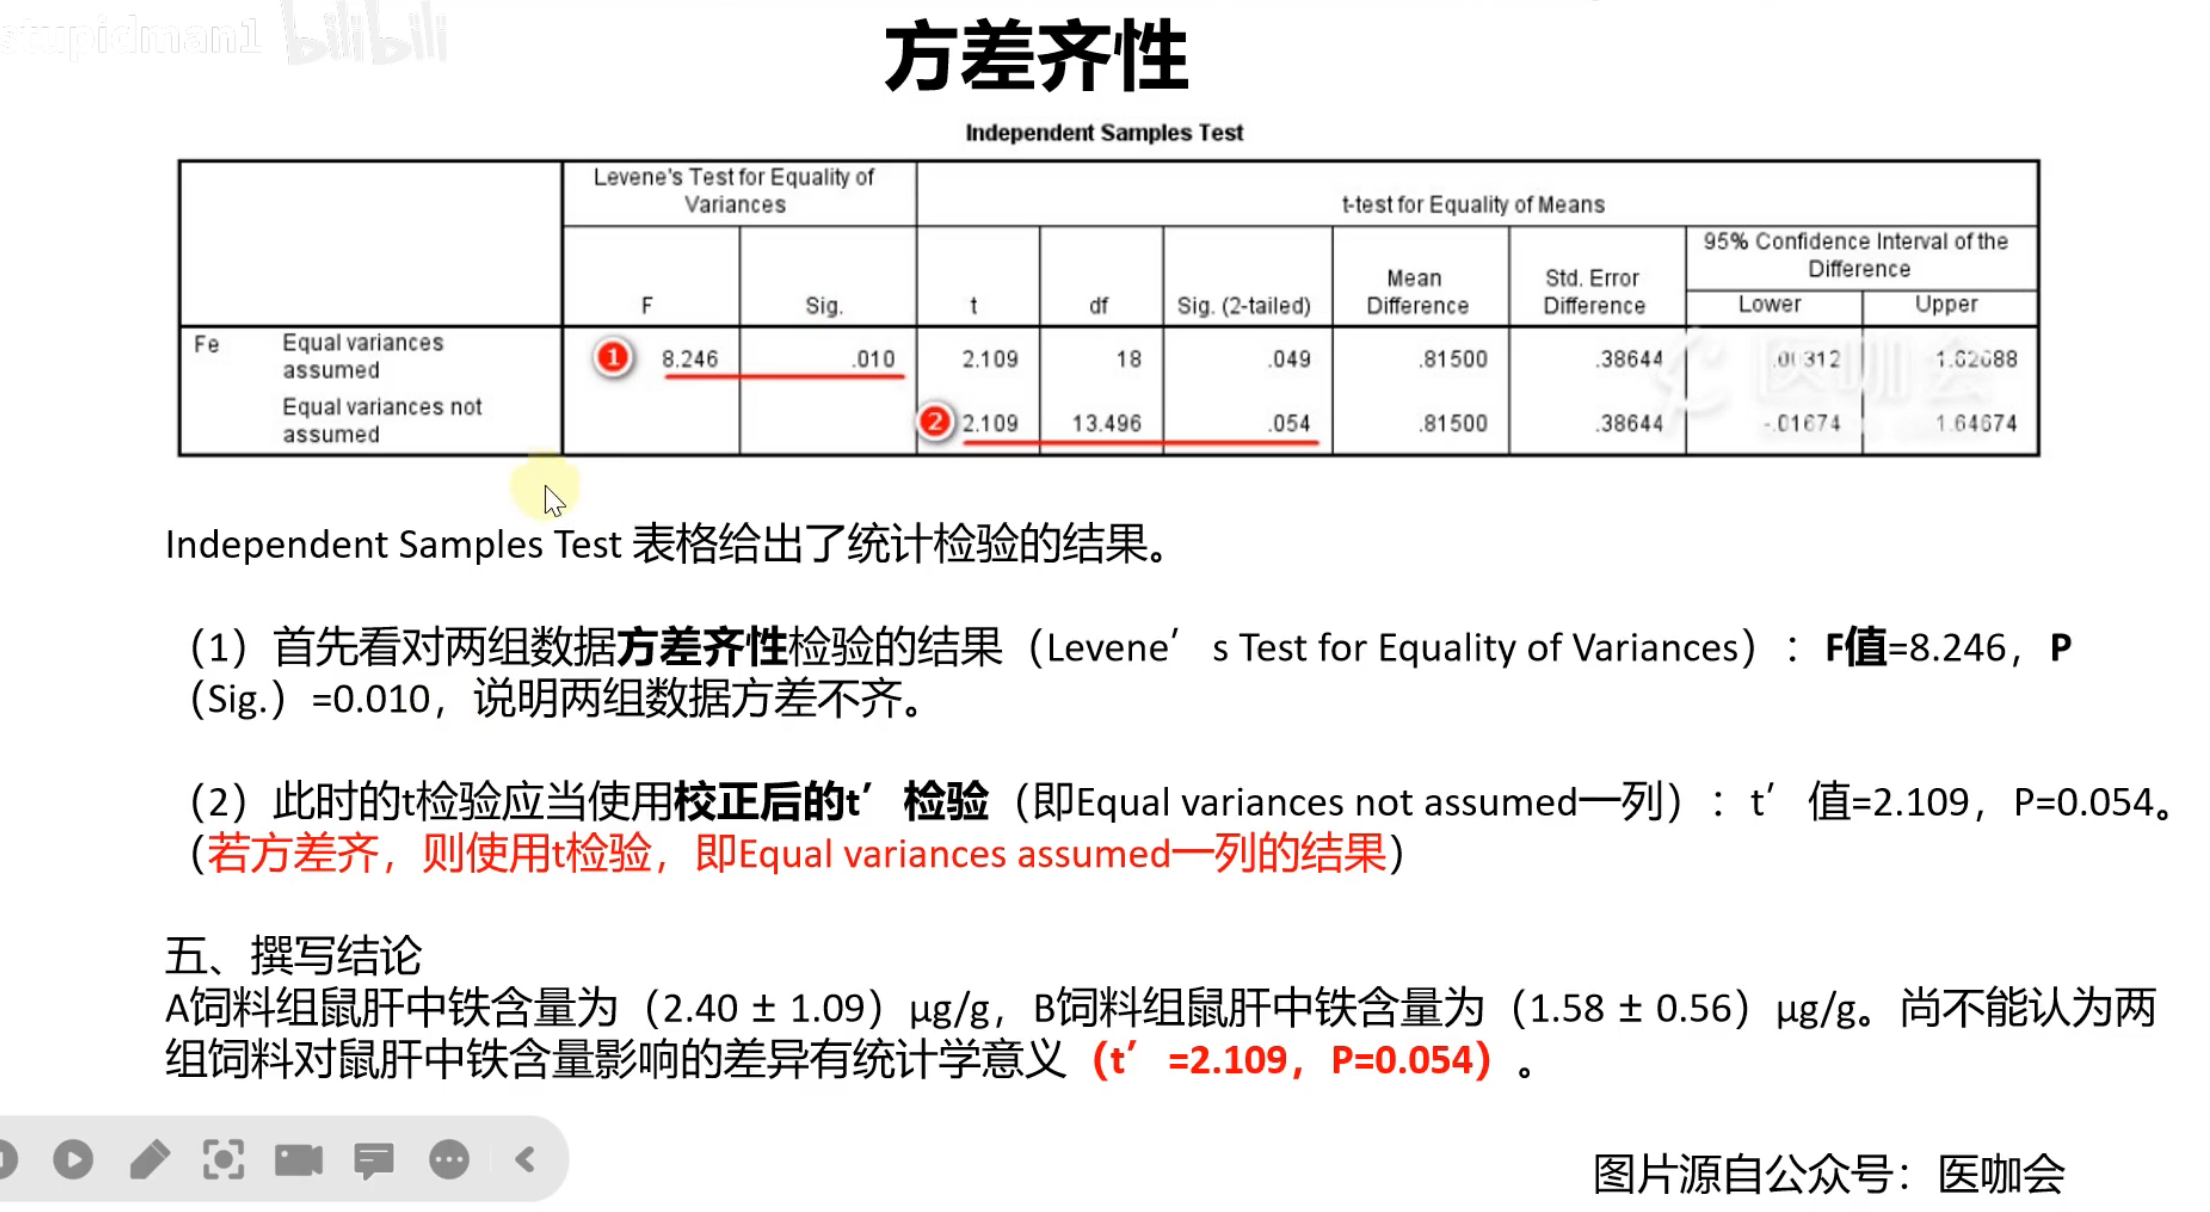 stupidman1 bilibili
方差齐性
Independent Samples Test
Levene's Test for Equality of Variances
t-test for Equality of Means
F
Sig.
t
df
Sig. (2-tailed)
Mean Difference
Std. Error Difference
95% Confidence Interval of the Difference
Lower
Upper
Fe Equal variances assumed ① 8.246 .010 2.109 18 .049 .81500 .38644 .00312 1.62688
Equal variances not assumed ② 2.109 13.496 .054 .81500 .38644 -.01674 1.64674
医咖会
Independent Samples Test 表格给出了统计检验的结果。
（1）首先看对两组数据方差齐性检验的结果（Levene’s Test for Equality of Variances）：F值=8.246，P
（Sig.）=0.010，说明两组数据方差不齐。
（2）此时的t检验应当使用校正后的t’检验（即Equal variances not assumed一列）：t’值=2.109，P=0.054。
（若方差齐，则使用t检验，即Equal variances assumed一列的结果）
五、撰写结论
A饲料组鼠肝中铁含量为（2.40 ± 1.09）μg/g，B饲料组鼠肝中铁含量为（1.58 ± 0.56）μg/g。尚不能认为两
组饲料对鼠肝中铁含量影响的差异有统计学意义（t’=2.109，P=0.054）。
图片源自公众号：医咖会